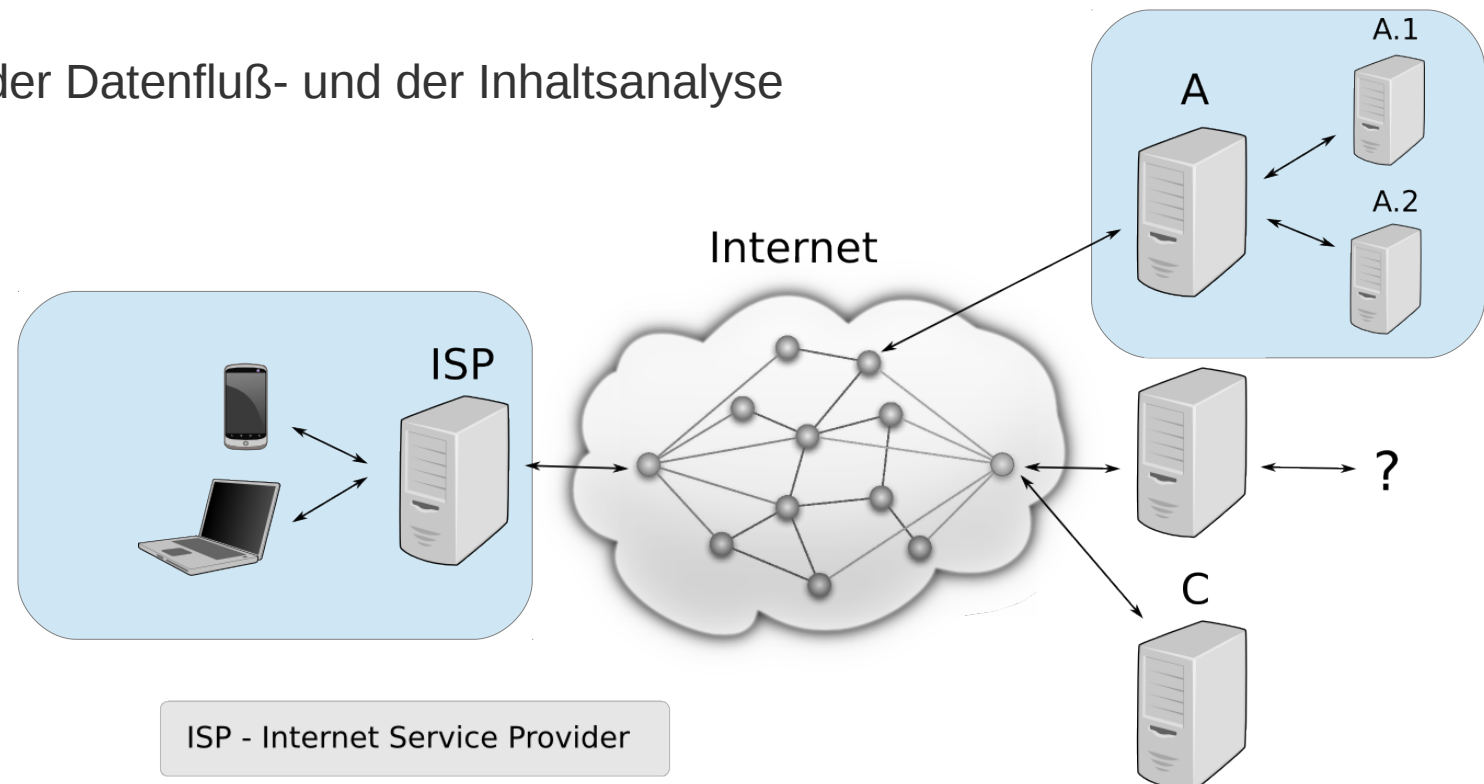 der Datenfluß- und der Inhaltsanalyse
A.1
A
A.2
Internet
ISP
?
C
ISP - Internet Service Provider